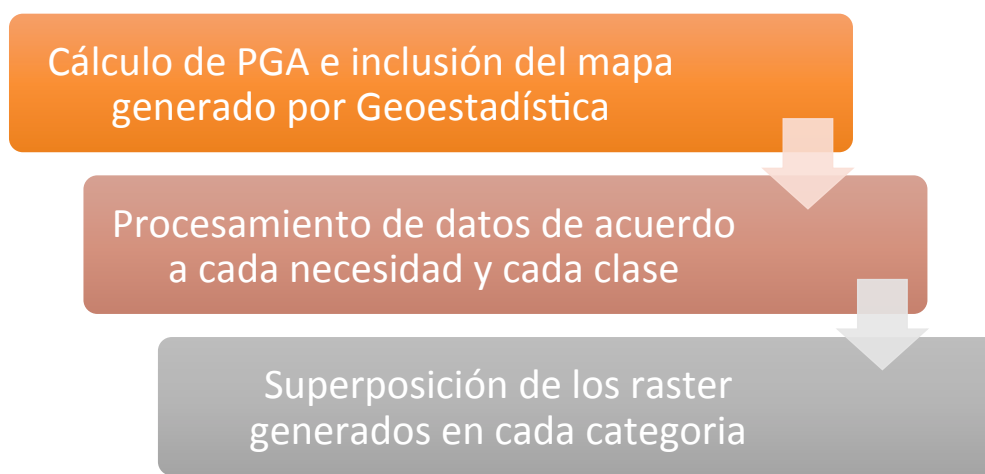 Cálculo de PGA e inclusión del mapa
generado por Geoestadística
Procesamiento de datos de acuerdo
a cada necesidad y cada clase
Superposición de los raster
generados en cada categoria